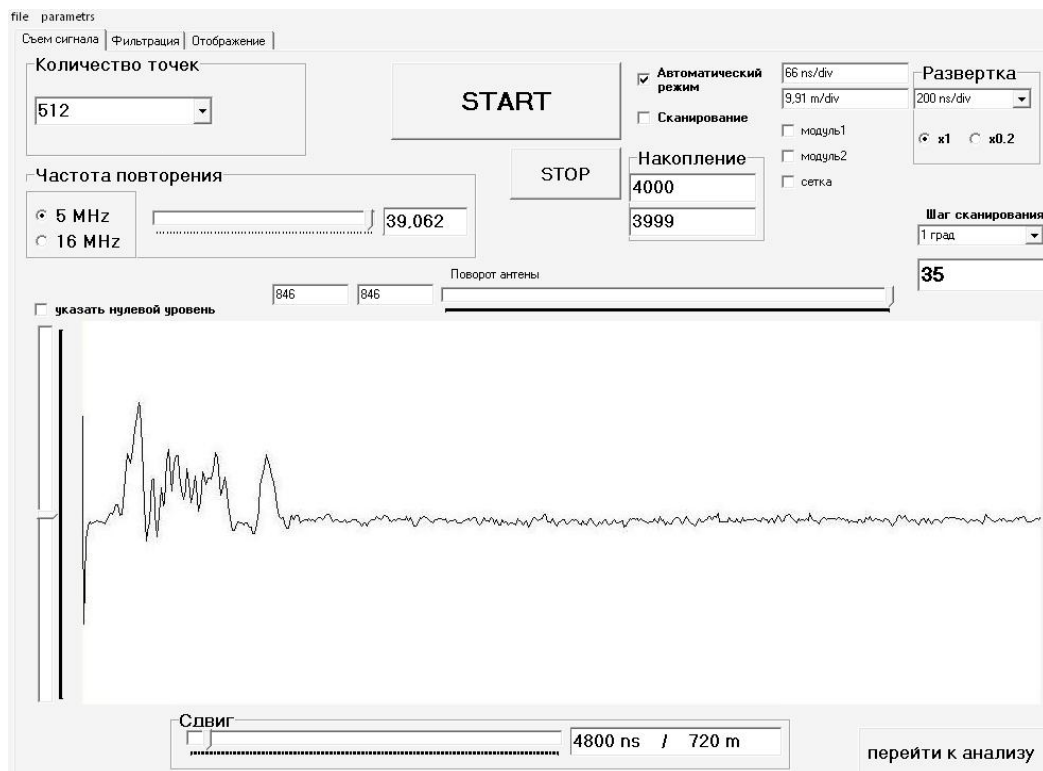 file parametrs
Съем сигнала Фильтрация Отображение
Количество точек
512
START
Автоматический
режим
Сканирование
66 ns/div
9,91 m/div
модуль1
модуль2
сетка
Развертка
200 ns/div
x1 x0.2
STOP
Накопление
4000
3999
Частота повторения
5 MHz
16 MHz
39,062
Шаг сканирования
1 град
35
Поворот антены
846 846
указать нулевой уровень
Сдвиг
4800 ns / 720 m
перейти к анализу